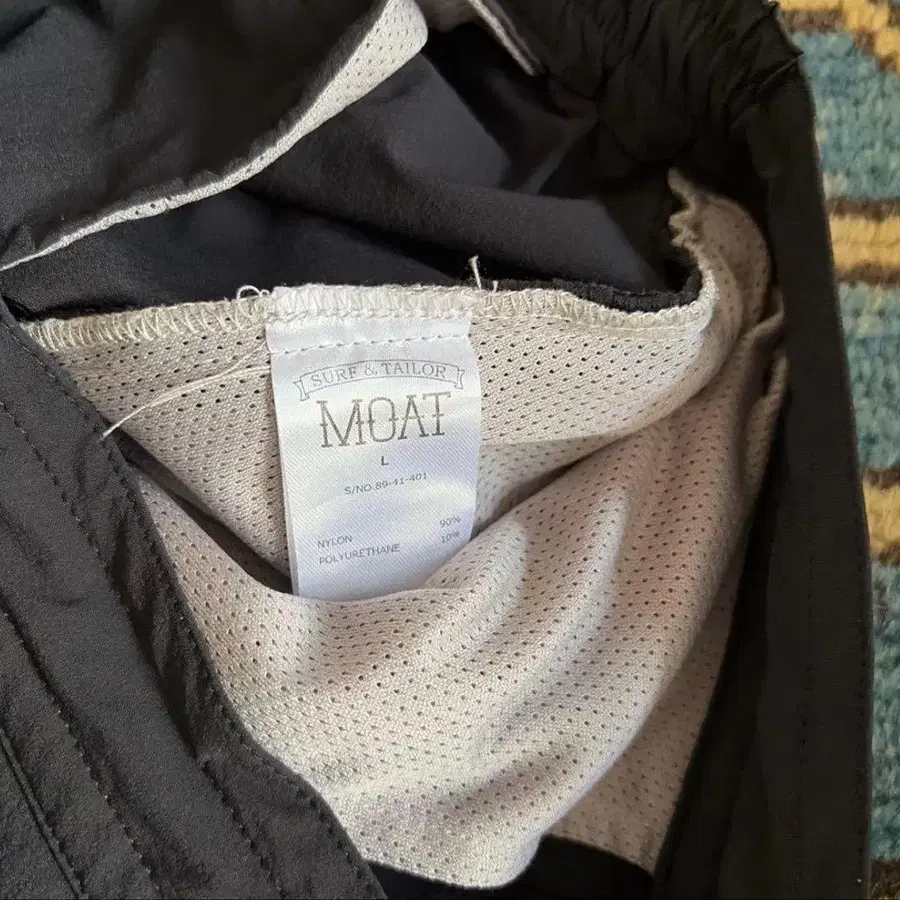 SURF & TAILOR
MOAT
L
S/NO.89-41-401
NYLON 90%
POLYURETHANE 10%